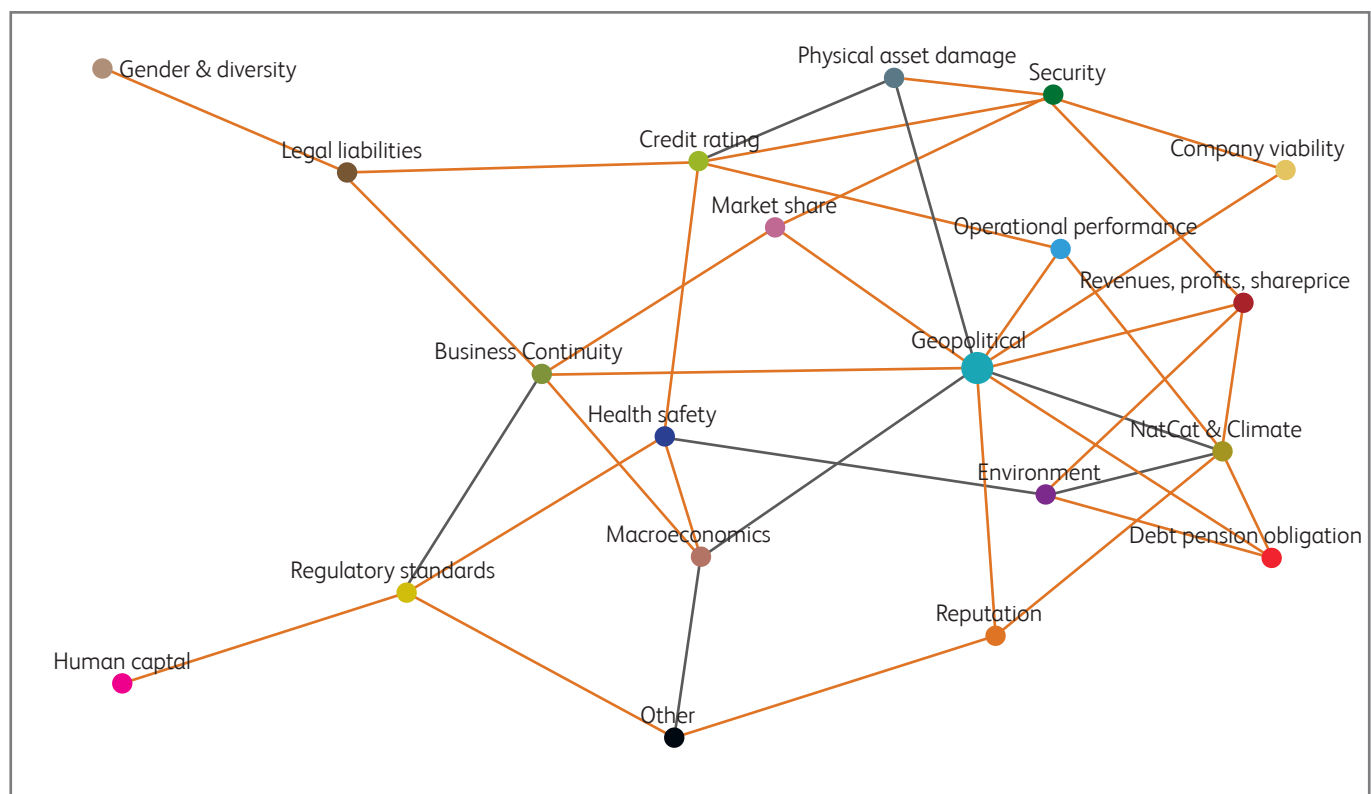 Physical asset damage
Gender & diversity
Security
Credit rating
Legal liabilities
Company viability
Market share
Operational performance
Revenues, profits, shareprice
Geopolitical
Business Continuity
Health safety
NatCat & Climate
Environment
Macroeconomics
Debt pension obligation
Regulatory standards
Reputation
Human captal
Other